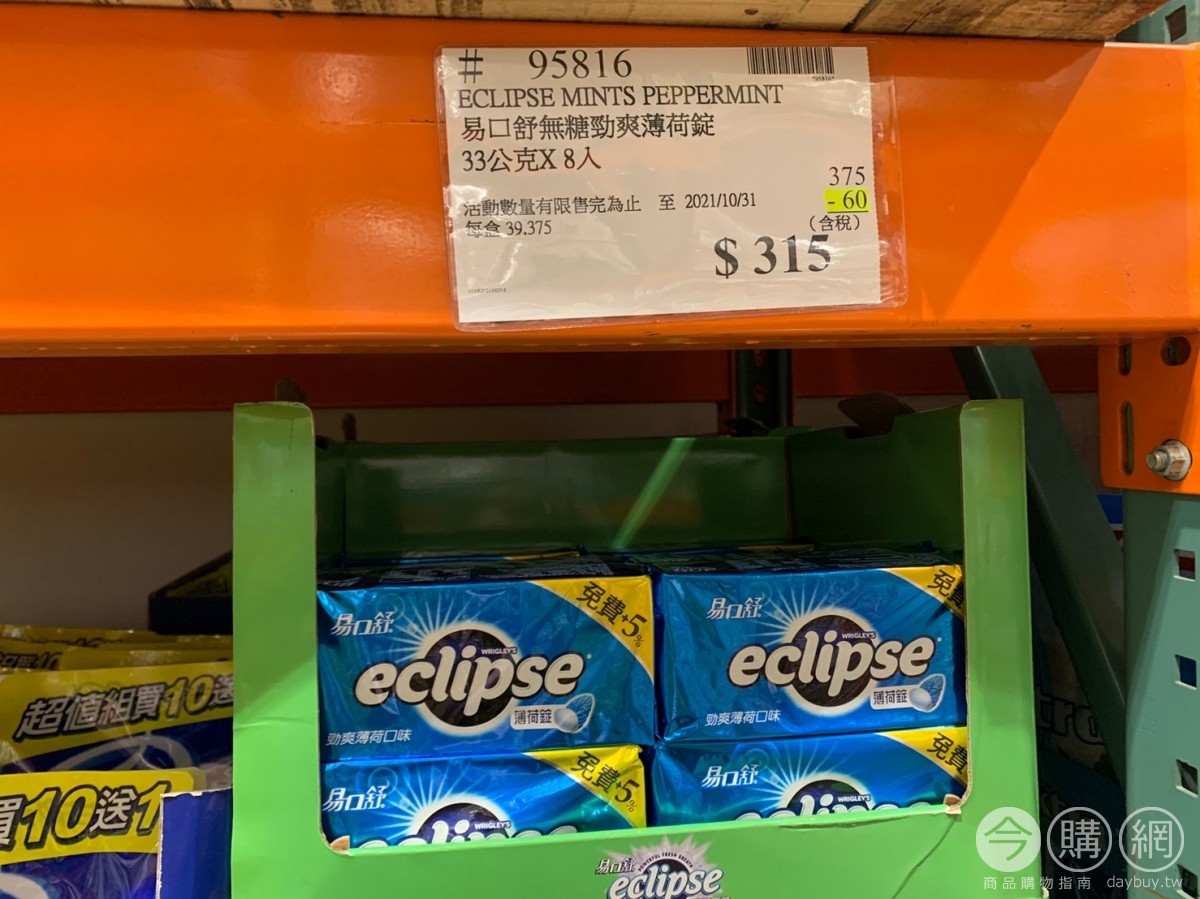 # 95816
ECLIPSE MINTS PEPPERMINT
易口舒無糖勁爽薄荷錠
33公克X 8入
375
- 60
活動數量有限售完為止 至 2021/10/31
(含稅)
每盒 39.375
$ 315
易口舒
免費+5%
WRIGLEY'S
eclipse
薄荷錠
勁爽薄荷口味
易口舒
免費
WRIGLEY'S
eclipse
薄荷錠
勁爽薄荷口味
易口舒
免費+5%
WRIGLEY'S
易口舒
免費
WRIGLEY'S
超值組買10送
買10送1
易口舒
POWERFUL FRESH BREATH
eclipse
今購網
商品購物指南 daybuy.tw